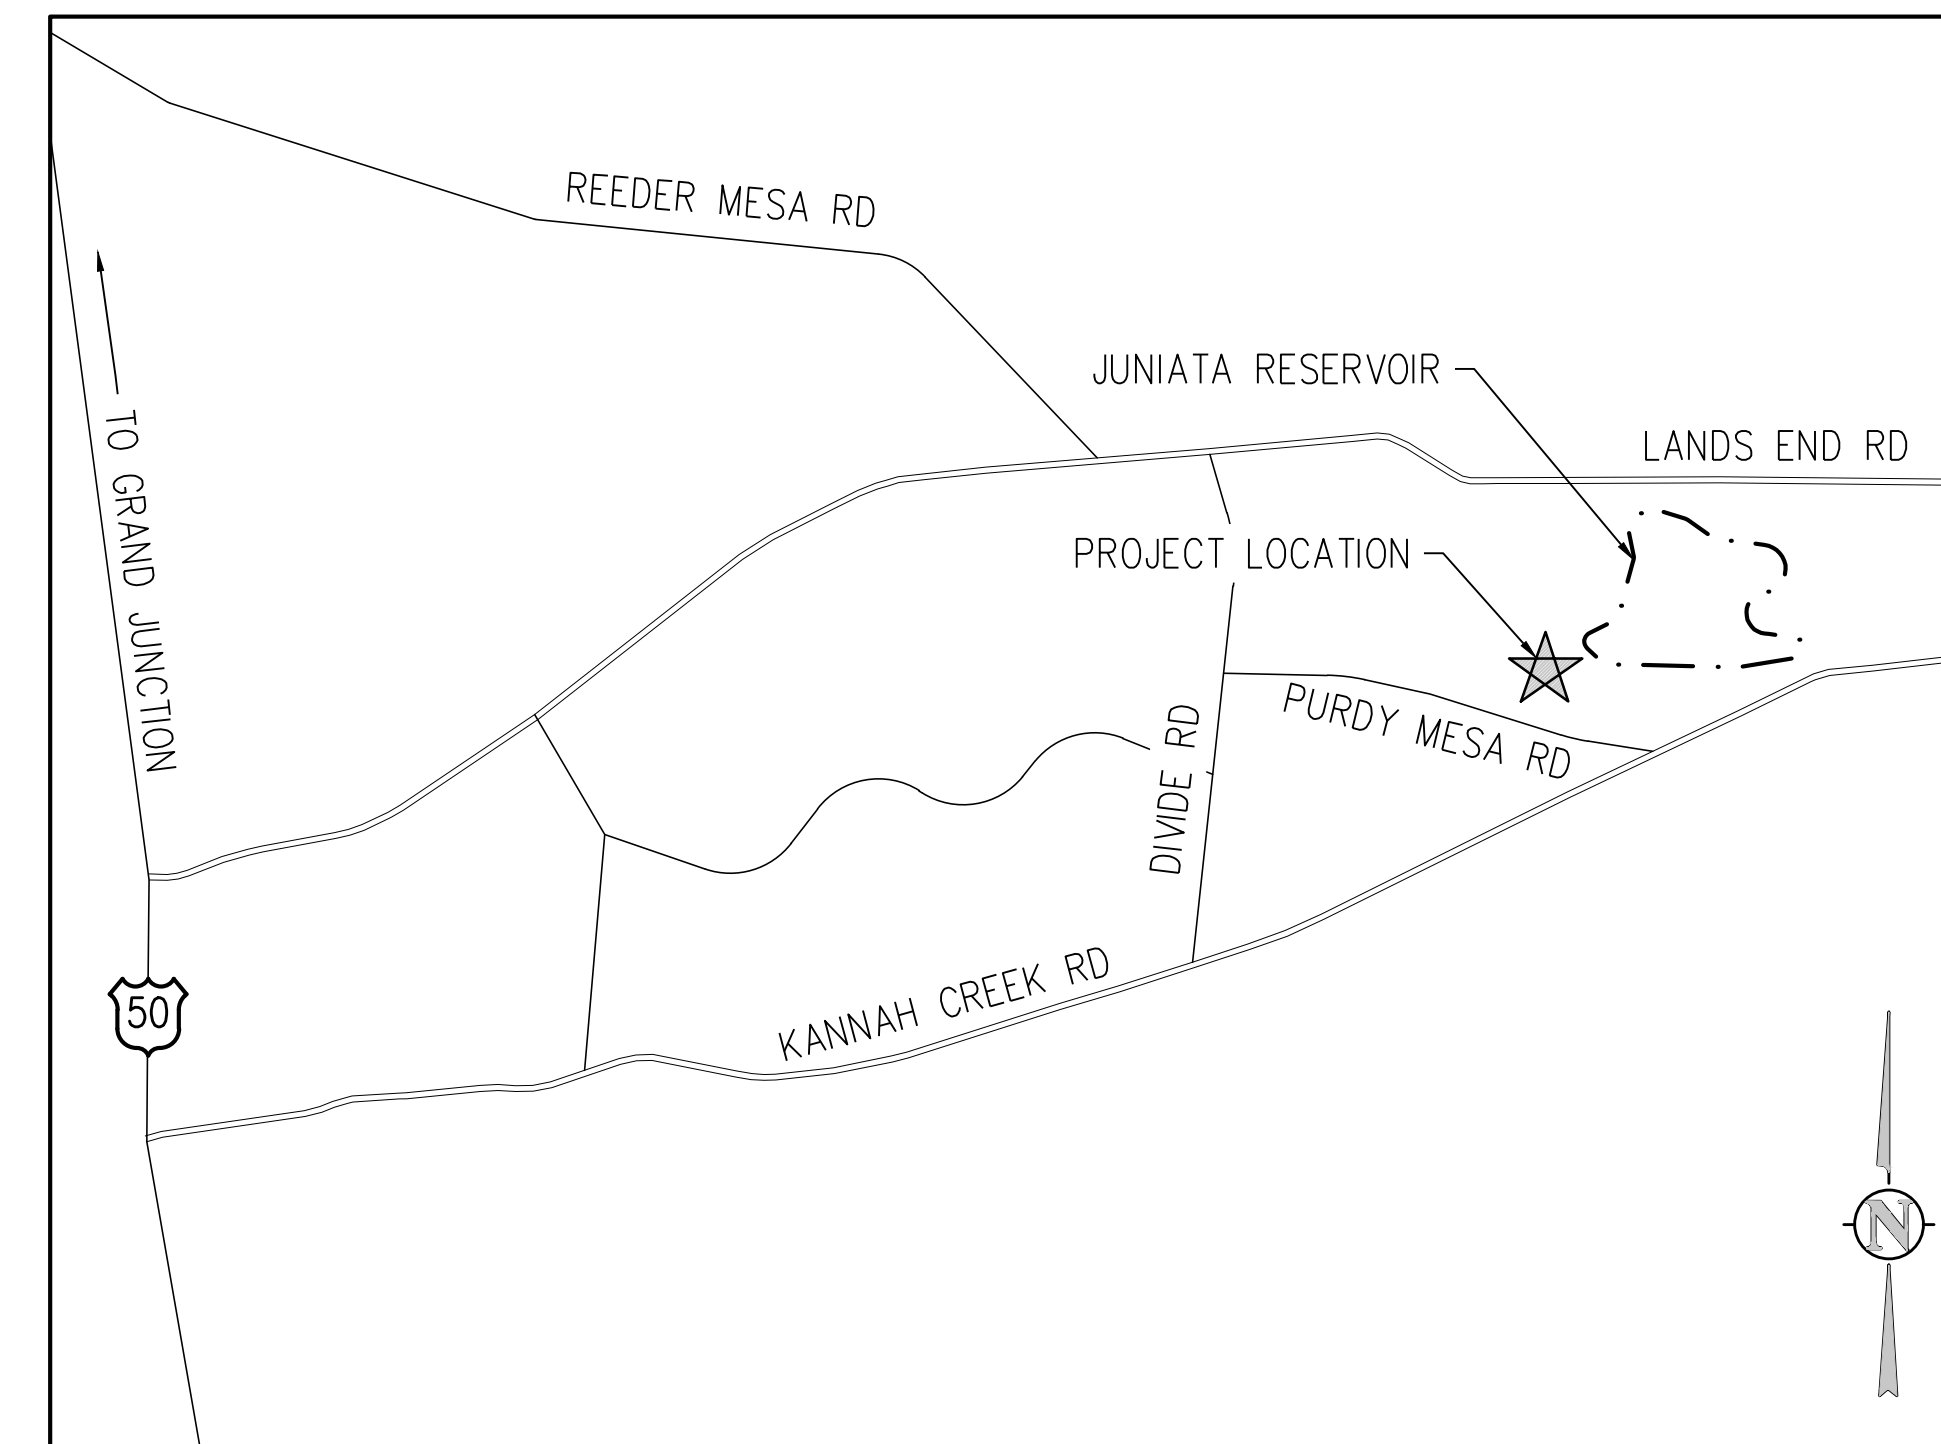 REEDER MESA RD
JUNIATA RESERVOIR
LANDS END RD
TO GRAND JUNCTION
PROJECT LOCATION
PURDY MESA RD
DIVIDE RD
KANNAH CREEK RD
50
N